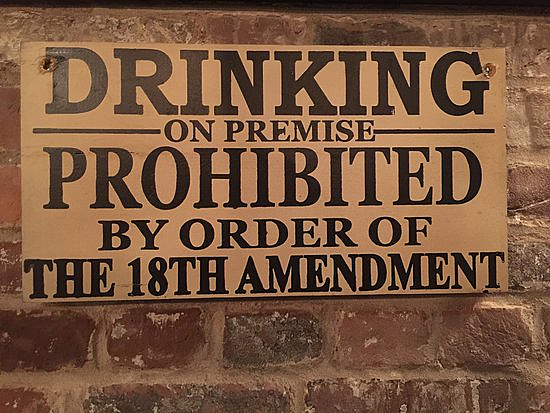 DRINKING
ON PREMISE
PROHIBITED
BY ORDER OF
THE 18TH AMENDMENT